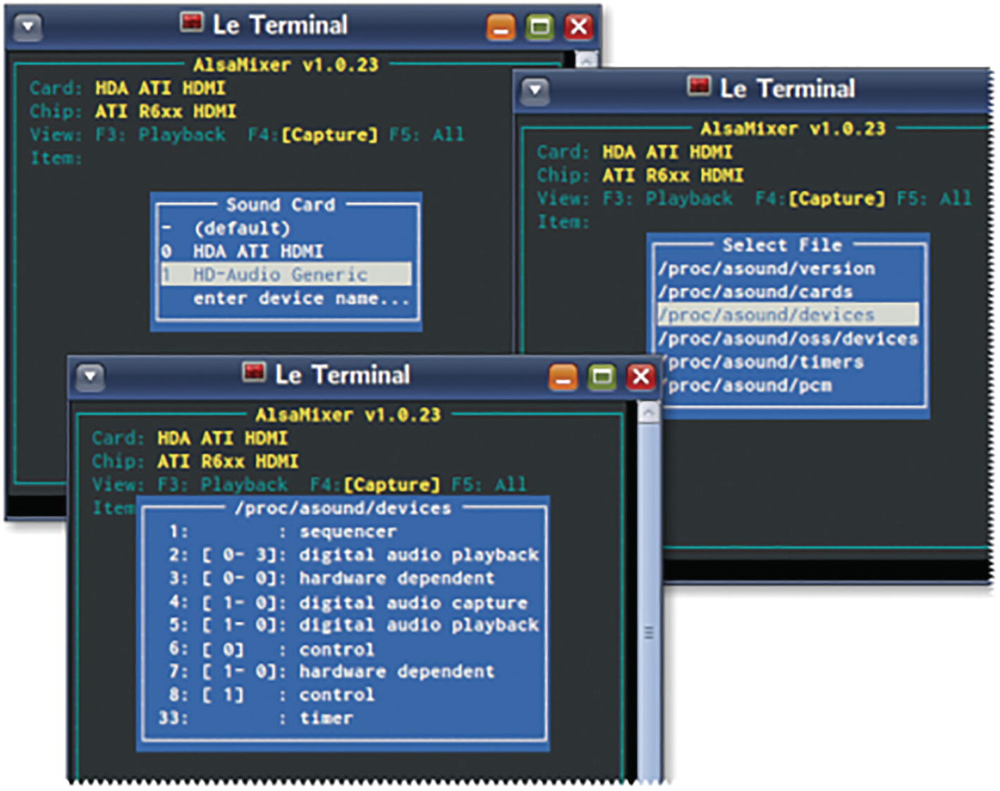 Le Terminal
AlsaMixer v1.0.23
Card: HDA ATI HDMI
Chip: ATI R6xx HDMI
View: F3: Playback  F4:[Capture] F5: All
Item:
Sound Card
-  (default)
0  HDA ATI HDMI
1  HD-Audio Generic
enter device name...
Le Terminal
AlsaMixer v1.0.23
Card: HDA ATI HDMI
Chip: ATI R6xx HDMI
View: F3: Playback  F4:[Capture] F5: All
Item:
Select File
/proc/asound/version
/proc/asound/cards
/proc/asound/devices
/proc/asound/oss/devices
/proc/asound/timers
/proc/asound/pcm
Le Terminal
AlsaMixer v1.0.23
Card: HDA ATI HDMI
Chip: ATI R6xx HDMI
View: F3: Playback  F4:[Capture] F5: All
Item
/proc/asound/devices
1:        : sequencer
2: [ 0- 3]: digital audio playback
3: [ 0- 0]: hardware dependent
4: [ 1- 0]: digital audio capture
5: [ 1- 0]: digital audio playback
6: [ 0]   : control
7: [ 1- 0]: hardware dependent
8: [ 1]   : control
33:        : timer